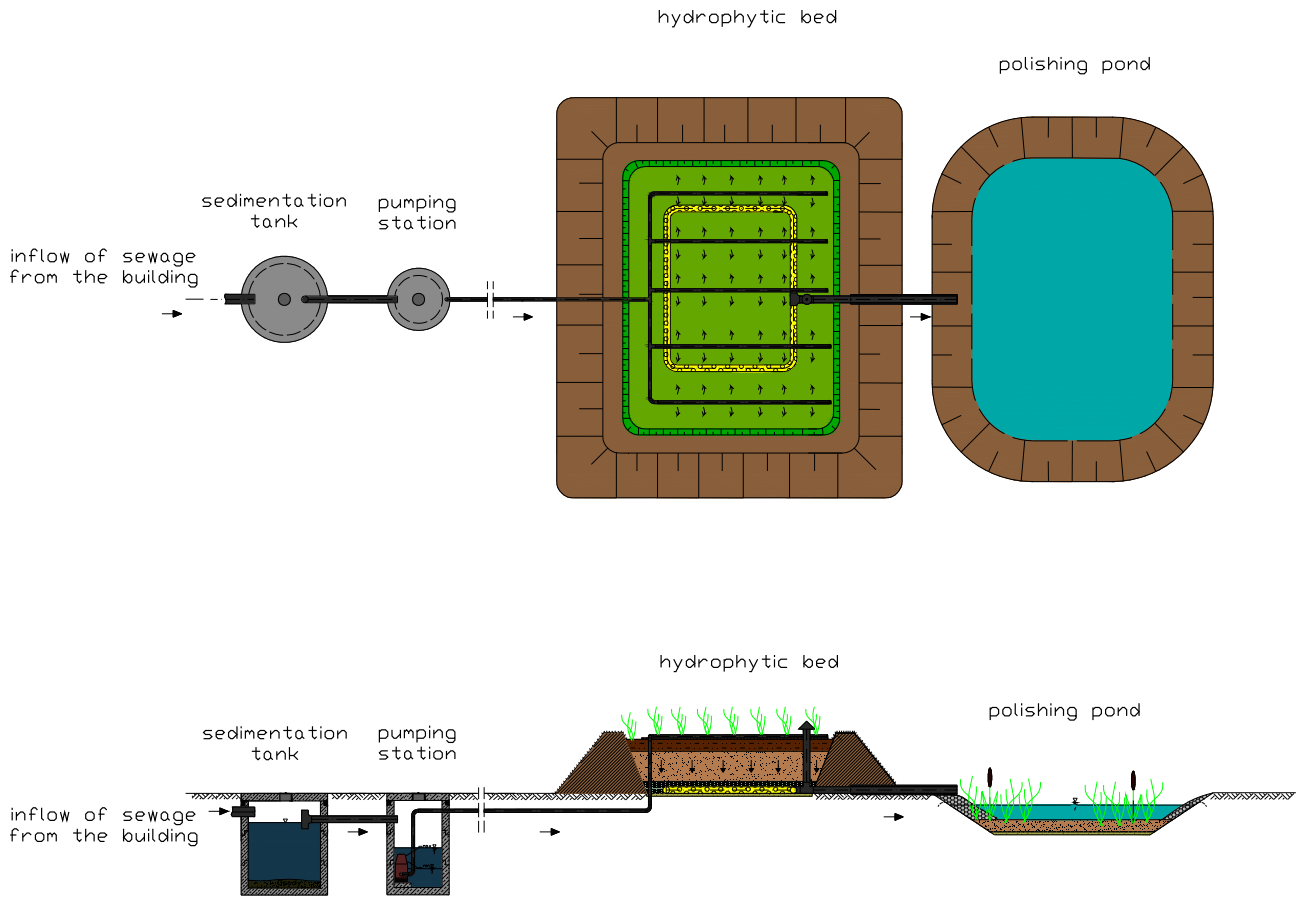 hydrophytic bed
polishing pond
sedimentation
tank
pumping
station
inflow of sewage
from the building
hydrophytic bed
polishing pond
sedimentation
tank
pumping
station
inflow of sewage
from the building